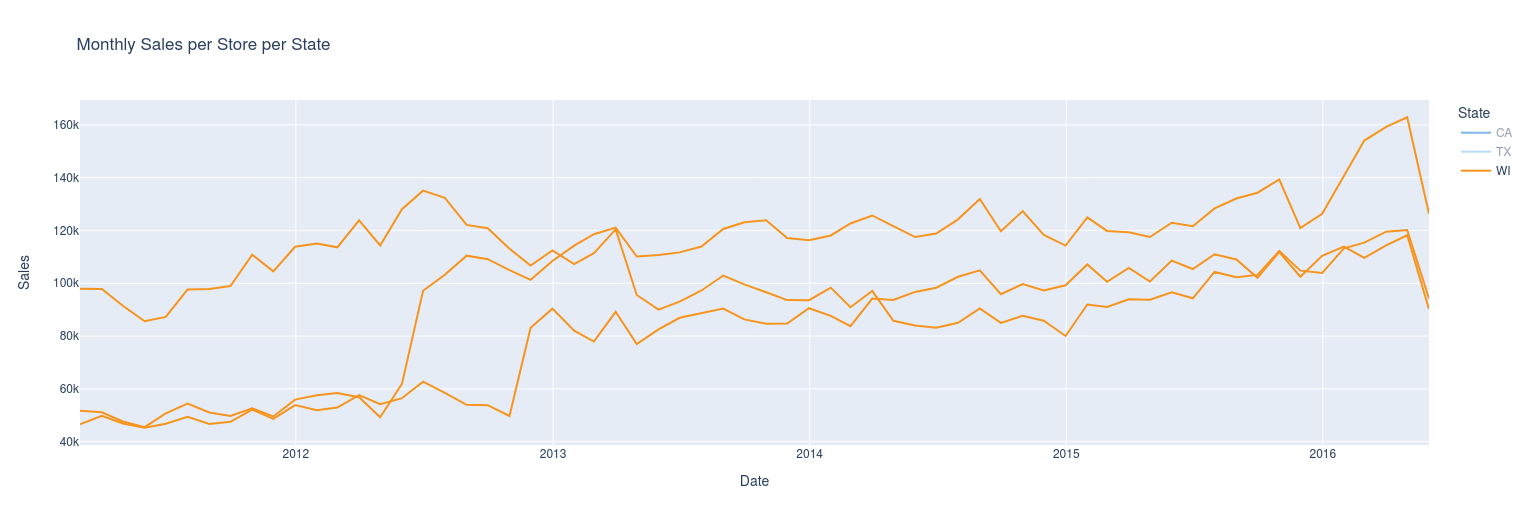 Monthly Sales per Store per State
160k
140k
120k
100k
80k
60k
40k
2012 2013 2014 2015 2016
Date
Sales
State
CA
TX
WI